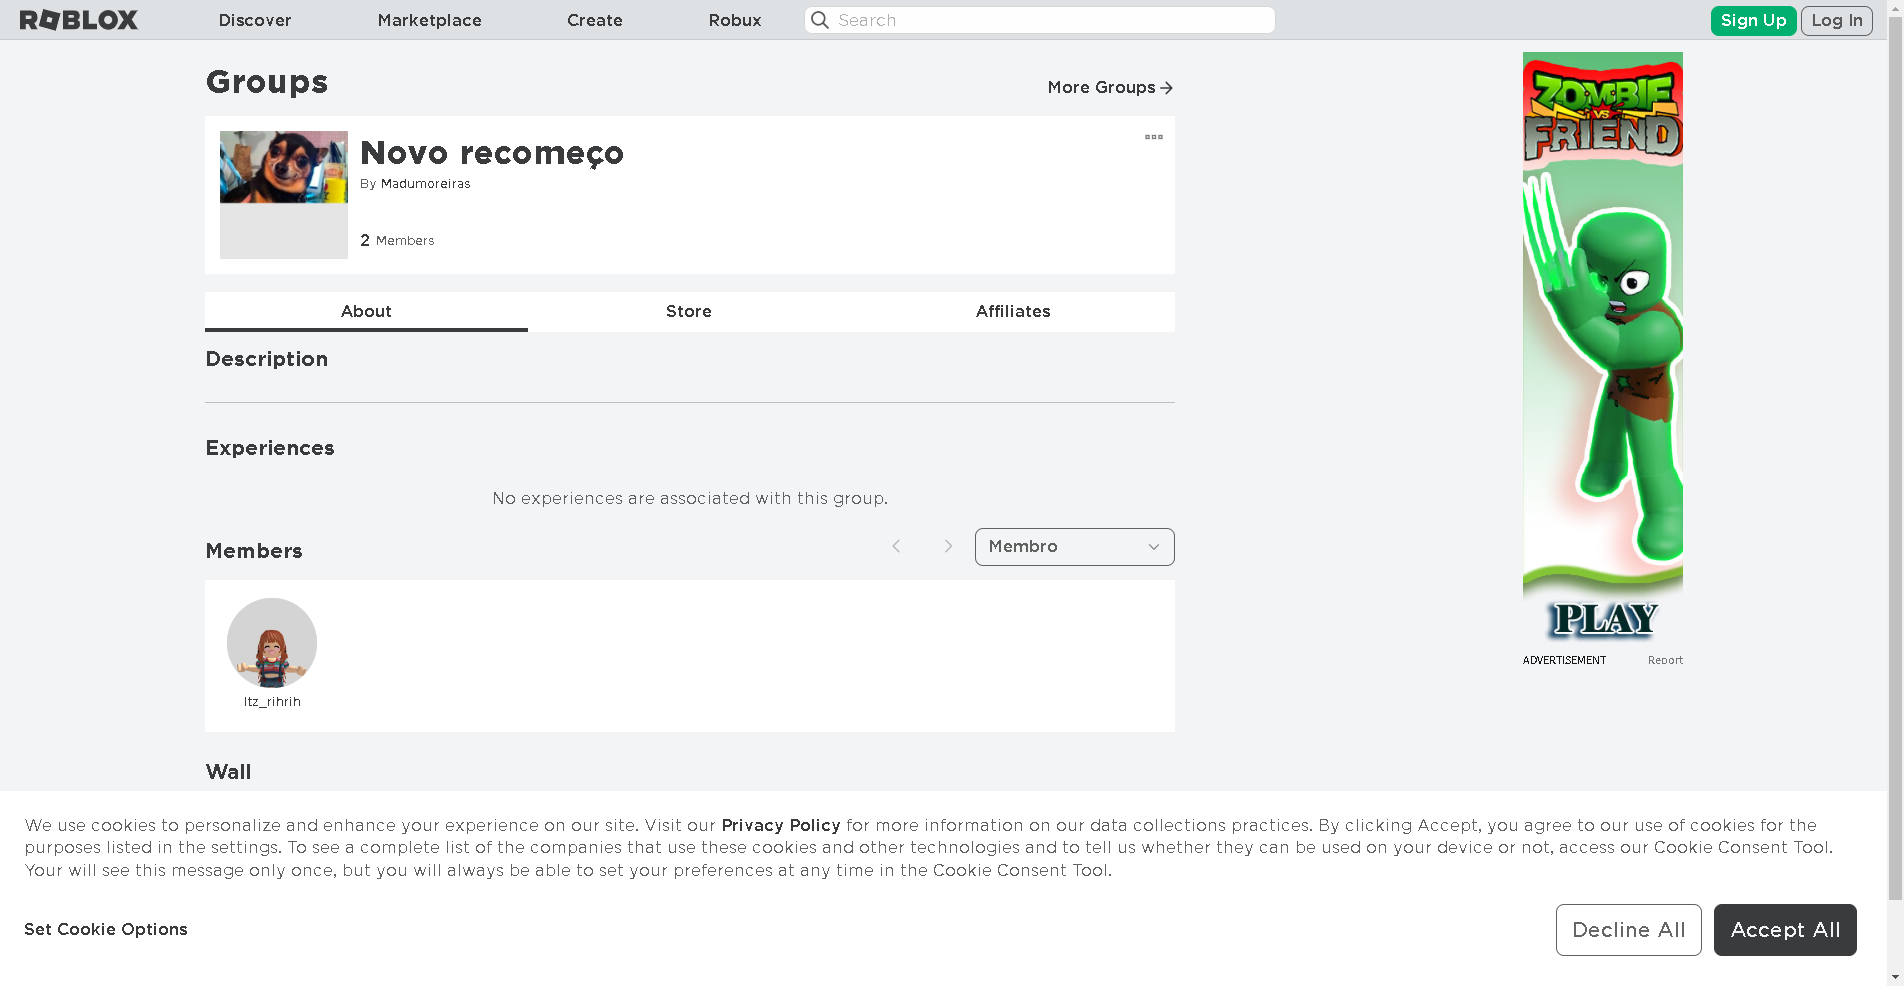 ROBLOX Discover Marketplace Create Robux Search Sign Up Log In
Groups
More Groups
Novo recomeço
By Madumoreiras
2 Members
About Store Affiliates
Description
Experiences
No experiences are associated with this group.
Members
Membro
Itz_rihrih
Wall
ZOMBIE
VS
FRIEND
PLAY
ADVERTISEMENT Report
We use cookies to personalize and enhance your experience on our site. Visit our Privacy Policy for more information on our data collections practices. By clicking Accept, you agree to our use of cookies for the
purposes listed in the settings. To see a complete list of the companies that use these cookies and other technologies and to tell us whether they can be used on your device or not, access our Cookie Consent Tool.
Your will see this message only once, but you will always be able to set your preferences at any time in the Cookie Consent Tool.
Set Cookie Options
Decline All Accept All